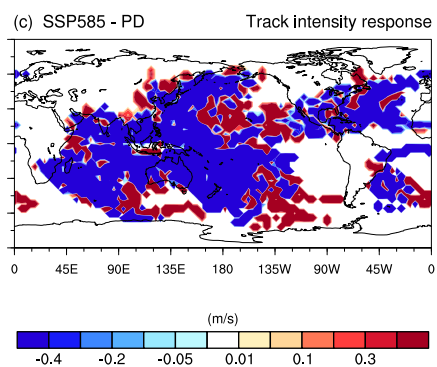 (c) SSP585 - PD Track intensity response
0 45E 90E 135E 180 135W 90W 45W 0
(m/s)
-0.4 -0.2 -0.05 0.01 0.1 0.3